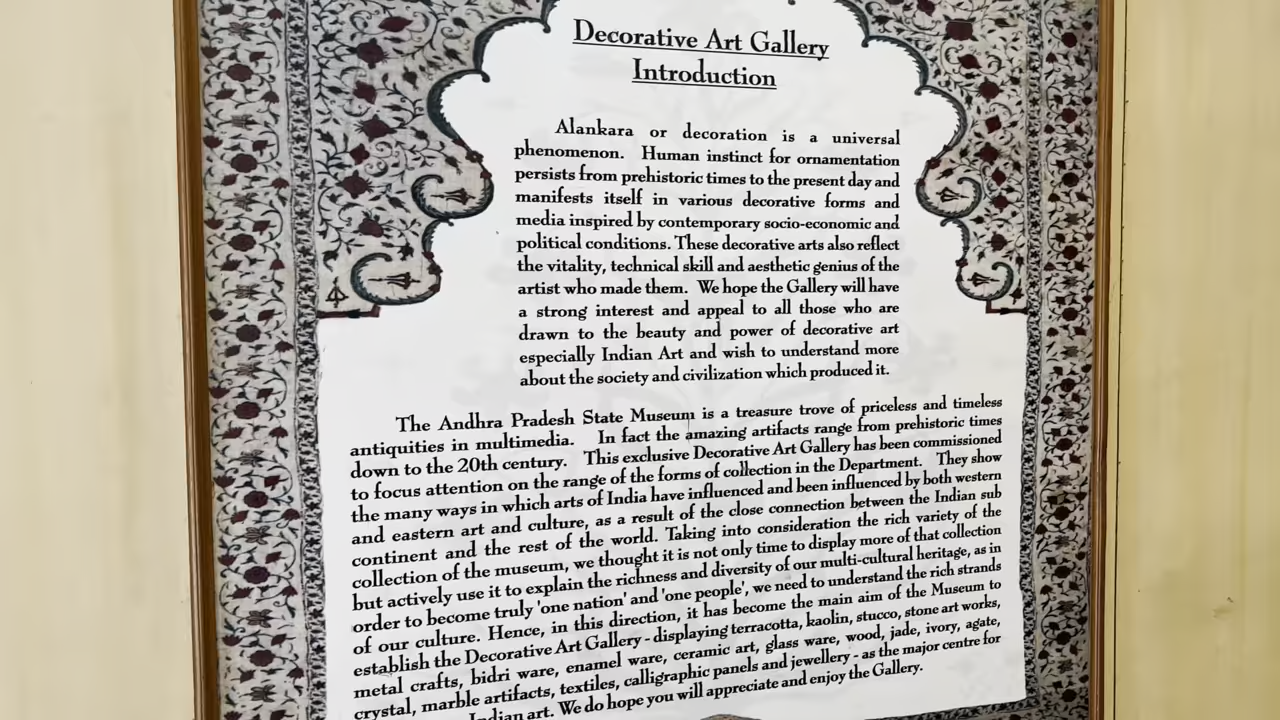 Decorative Art Gallery
Introduction
Alankara or decoration is a universal
phenomenon. Human instinct for ornamentation
persists from prehistoric times to the present day and
manifests itself in various decorative forms and
media inspired by contemporary socio-economic and
political conditions. These decorative arts also reflect
the vitality, technical skill and aesthetic genius of the
artist who made them. We hope the Gallery will have
a strong interest and appeal to all those who are
drawn to the beauty and power of decorative art
especially Indian Art and wish to understand more
about the society and civilization which produced it.
The Andhra Pradesh State Museum is a treasure trove of priceless and timeless
antiquities in multimedia. In fact the amazing artifacts range from prehistoric times
down to the 20th century. This exclusive Decorative Art Gallery has been commissioned
to focus attention on the range of the forms of collection in the Department. They show
the many ways in which arts of India have influenced and been influenced by both western
and eastern art and culture, as a result of the close connection between the Indian sub
continent and the rest of the world. Taking into consideration the rich variety of the
collection of the museum, we thought it is not only time to display more of that collection
but actively use it to explain the richness and diversity of our multi-cultural heritage, as in
order to become truly 'one nation' and 'one people', we need to understand the rich strands
of our culture. Hence, in this direction, it has become the main aim of the Museum to
establish the Decorative Art Gallery - displaying terracotta, kaolin, stucco, stone art works,
metal crafts, bidri ware, enamel ware, ceramic art, glass ware, wood, jade, ivory, agate,
crystal, marble artifacts, textiles, calligraphic panels and jewellery - as the major centre for
Indian art. We do hope you will appreciate and enjoy the Gallery.